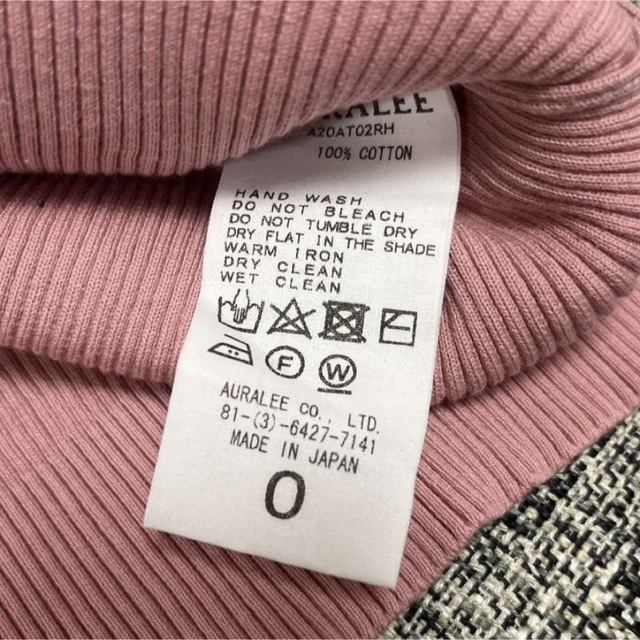 AURALEE
A20AT02RH
100% COTTON
HAND WASH
DO NOT BLEACH
DO NOT TUMBLE DRY
DRY FLAT IN THE SHADE
WARM IRON
DRY CLEAN
WET CLEAN
F W
AURALEE CO., LTD.
81-(3)-6427-7141
MADE IN JAPAN
0